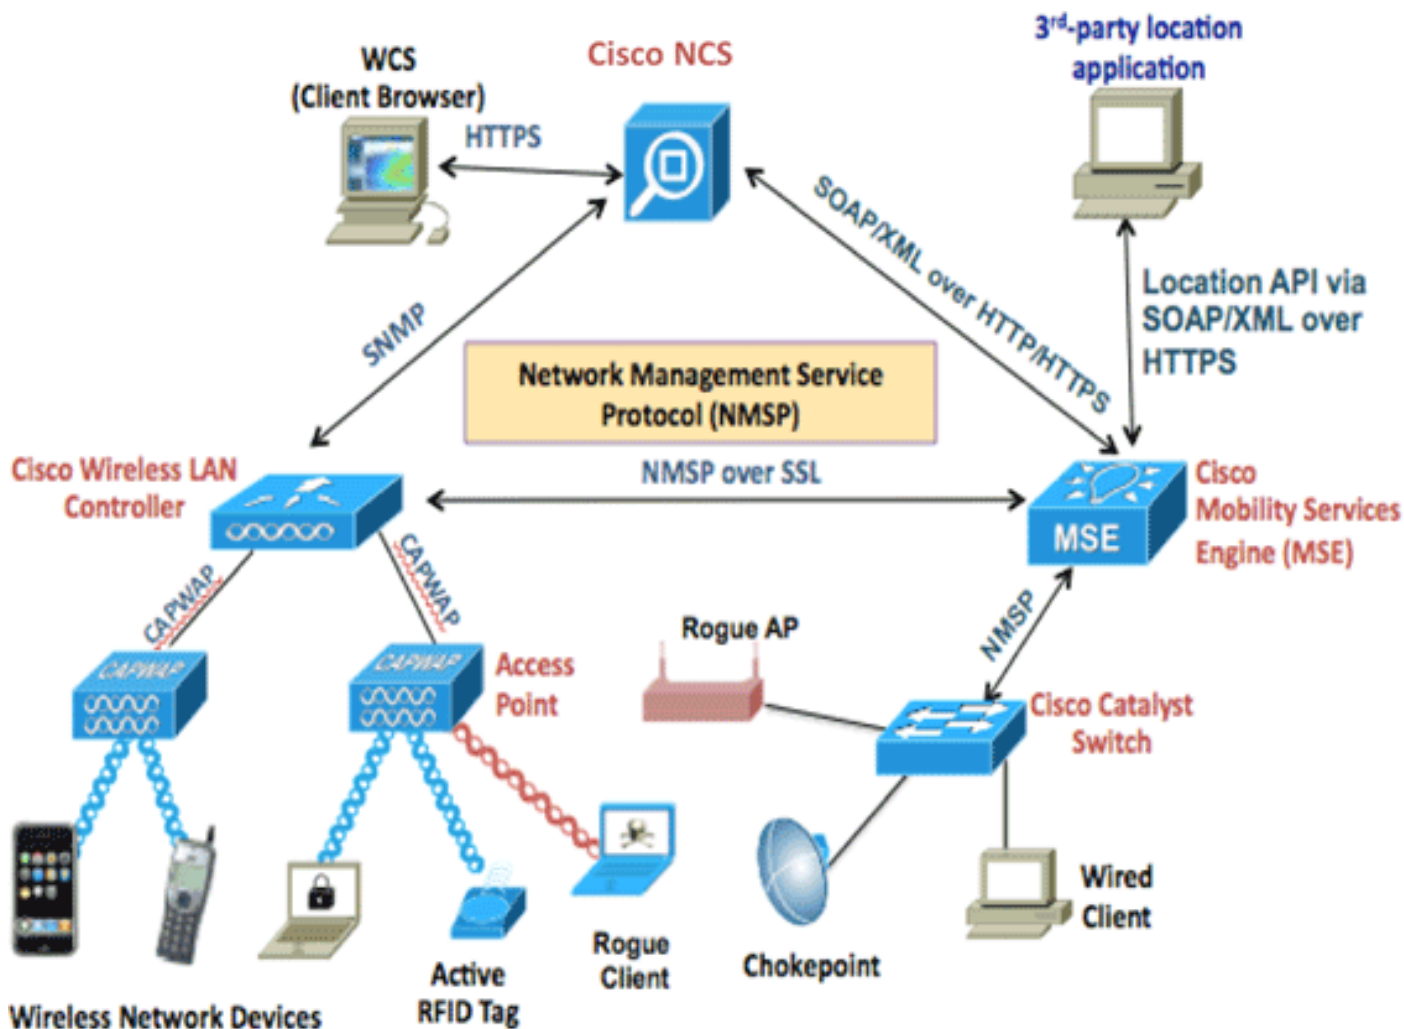 WCS
(Client Browser)
Cisco NCS
3rd-party location
application
HTTPS
SOAP/XML over HTTP/HTTPS
Location API via
SOAP/XML over
HTTPS
SNMP
Network Management Service
Protocol (NMSP)
Cisco Wireless LAN
Controller
NMSP over SSL
MSE
Cisco
Mobility Services
Engine (MSE)
CAPWAP
CAPWAP
NMSP
Rogue AP
CAPWAP
CAPWAP
Access
Point
Cisco Catalyst
Switch
Wired
Client
Chokepoint
Rogue
Client
Active
RFID Tag
Wireless Network Devices